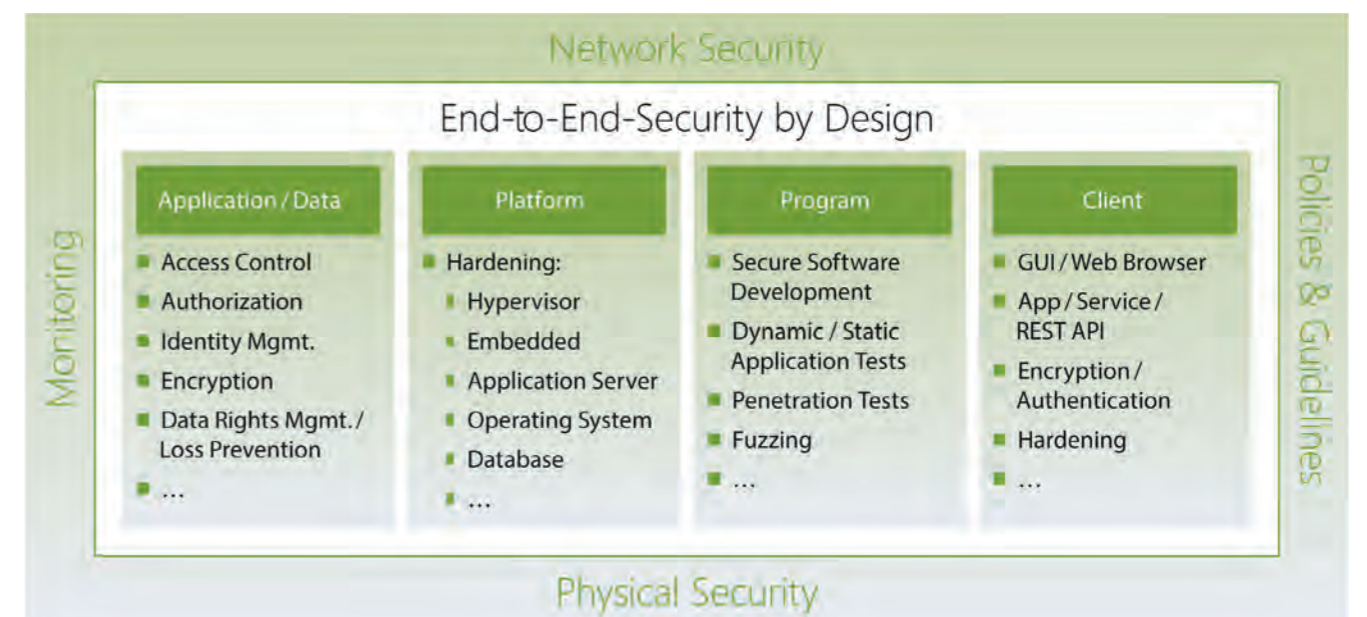 Network Security
End-to-End-Security by Design
Monitoring
Application / Data
■ Access Control
■ Authorization
■ Identity Mgmt.
■ Encryption
■ Data Rights Mgmt. /
Loss Prevention
■ …
Platform
■ Hardening:
■ Hypervisor
■ Embedded
■ Application Server
■ Operating System
■ Database
■ …
Program
■ Secure Software
Development
■ Dynamic / Static
Application Tests
■ Penetration Tests
■ Fuzzing
■ …
Client
■ GUI / Web Browser
■ App / Service /
REST API
■ Encryption /
Authentication
■ Hardening
■ …
Policies & Guidelines
Physical Security